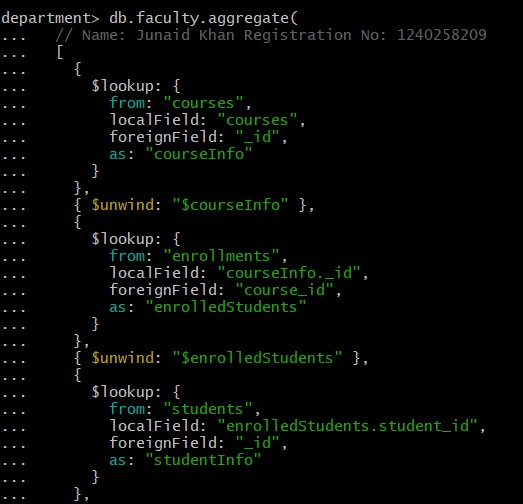 department> db.faculty.aggregate(
...   // Name: Junaid Khan Registration No: 1240258209
...   [
...     {
...       $lookup: {
...         from: "courses",
...         localField: "courses",
...         foreignField: "_id",
...         as: "courseInfo"
...       }
...     },
...     { $unwind: "$courseInfo" },
...     {
...       $lookup: {
...         from: "enrollments",
...         localField: "courseInfo._id",
...         foreignField: "course_id",
...         as: "enrolledStudents"
...       }
...     },
...     { $unwind: "$enrolledStudents" },
...     {
...       $lookup: {
...         from: "students",
...         localField: "enrolledStudents.student_id",
...         foreignField: "_id",
...         as: "studentInfo"
...       }
...     },